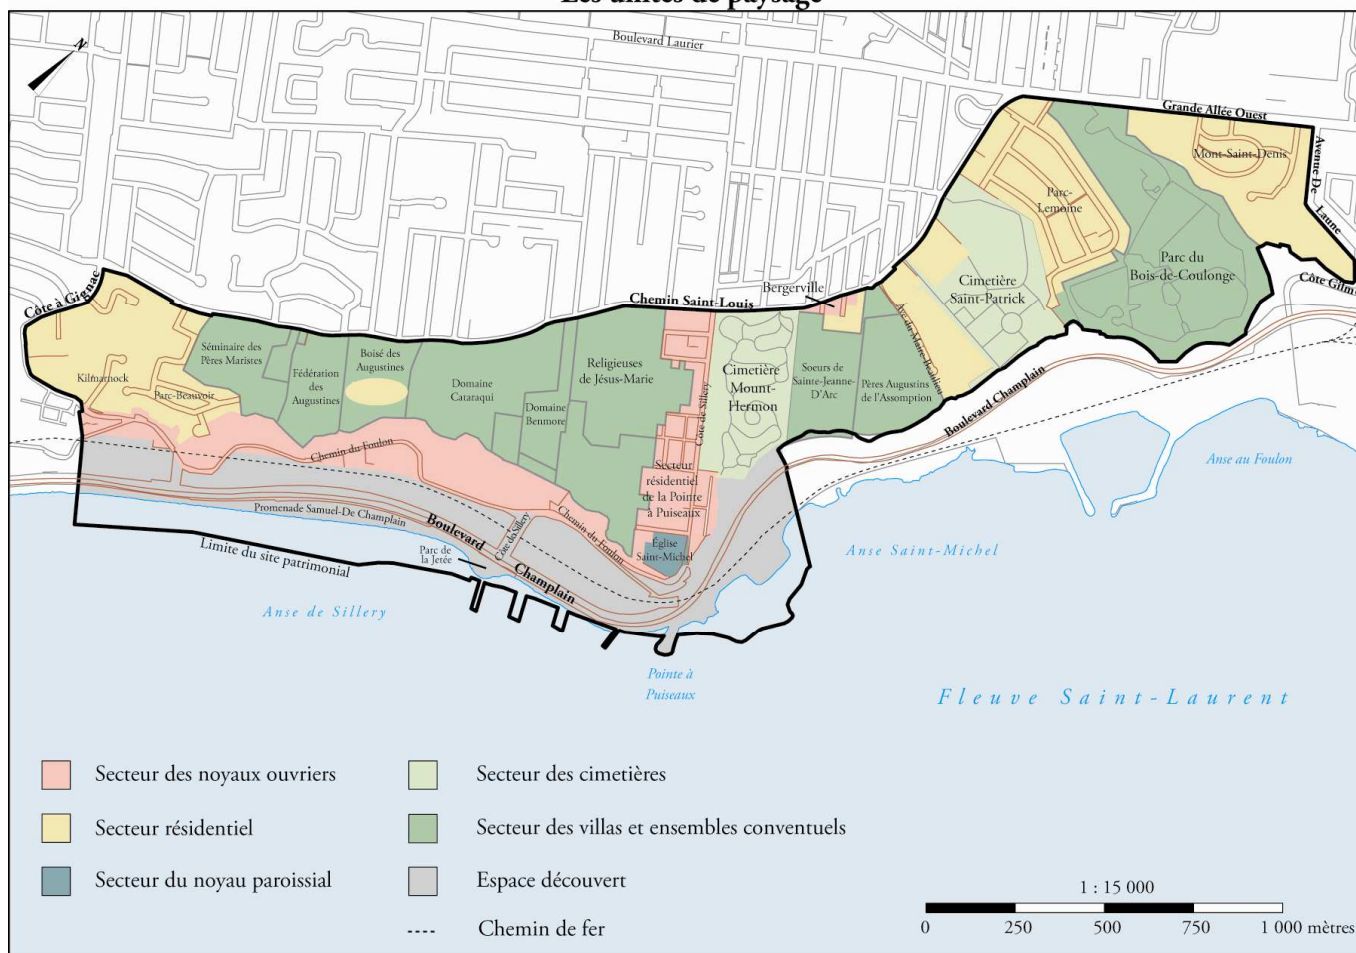 Les unités de paysage
N
Boulevard Laurier
Grande Allée Ouest
Avenue De Laune
Mont-Saint-Denis
Parc-
Lemoine
Parc du
Bois-de-Coulonge
Côte Gilm
Cimetière
Saint-Patrick
Bergerville
Chemin Saint-Louis
Côte à Gignac
Séminaire des
Pères Maristes
Fédération
des
Augustines
Boisé des
Augustines
Domaine
Cataraqui
Domaine
Benmore
Religieuses
de Jésus-Marie
Côte de Sillery
Cimetière
Mount-
Hermon
Soeurs de
Sainte-Jeanne-
D'Arc
Pères Augustins
de l'Assomption
Kilmarnock
Parc-Beauvoir
Chemin du Foulon
Secteur
résidentiel
de la Pointe
à Puiseaux
Boulevard Champlain
Anse au Foulon
Promenade Samuel-De Champlain
Boulevard
Champlain
Côte de Sillery
Chemin du Foulon
Église
Saint-Michel
Parc de
la Jetée
Limite du site patrimonial
Anse Saint-Michel
Anse de Sillery
Pointe à
Puiseaux
Fleuve Saint-Laurent
Secteur des noyaux ouvriers
Secteur des cimetières
Secteur résidentiel
Secteur des villas et ensembles conventuels
Secteur du noyau paroissial
Espace découvert
Chemin de fer
1 : 15 000
0 250 500 750 1 000 mètres